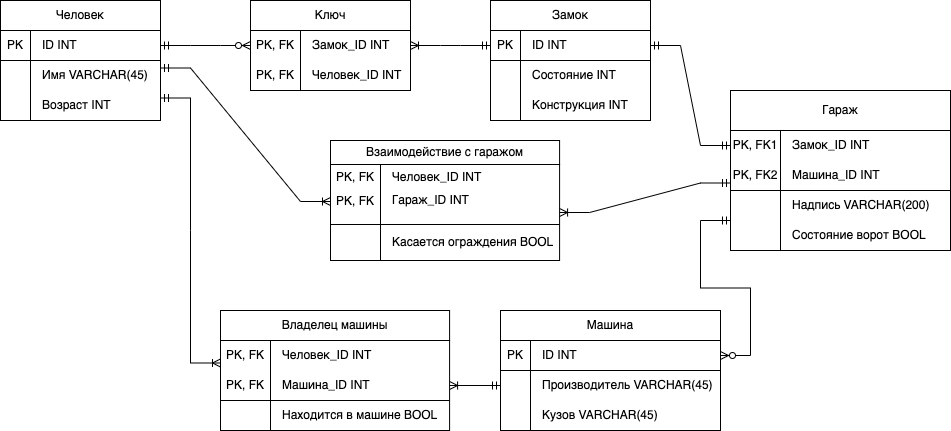 Человек
PK ID INT
Имя VARCHAR(45)
Возраст INT
Ключ
PK, FK Замок_ID INT
PK, FK Человек_ID INT
Замок
PK ID INT
Состояние INT
Конструкция INT
Гараж
PK, FK1 Замок_ID INT
PK, FK2 Машина_ID INT
Надпись VARCHAR(200)
Состояние ворот BOOL
Взаимодействие с гаражом
PK, FK Человек_ID INT
PK, FK Гараж_ID INT
Касается ограждения BOOL
Владелец машины
PK, FK Человек_ID INT
PK, FK Машина_ID INT
Находится в машине BOOL
Машина
PK ID INT
Производитель VARCHAR(45)
Кузов VARCHAR(45)